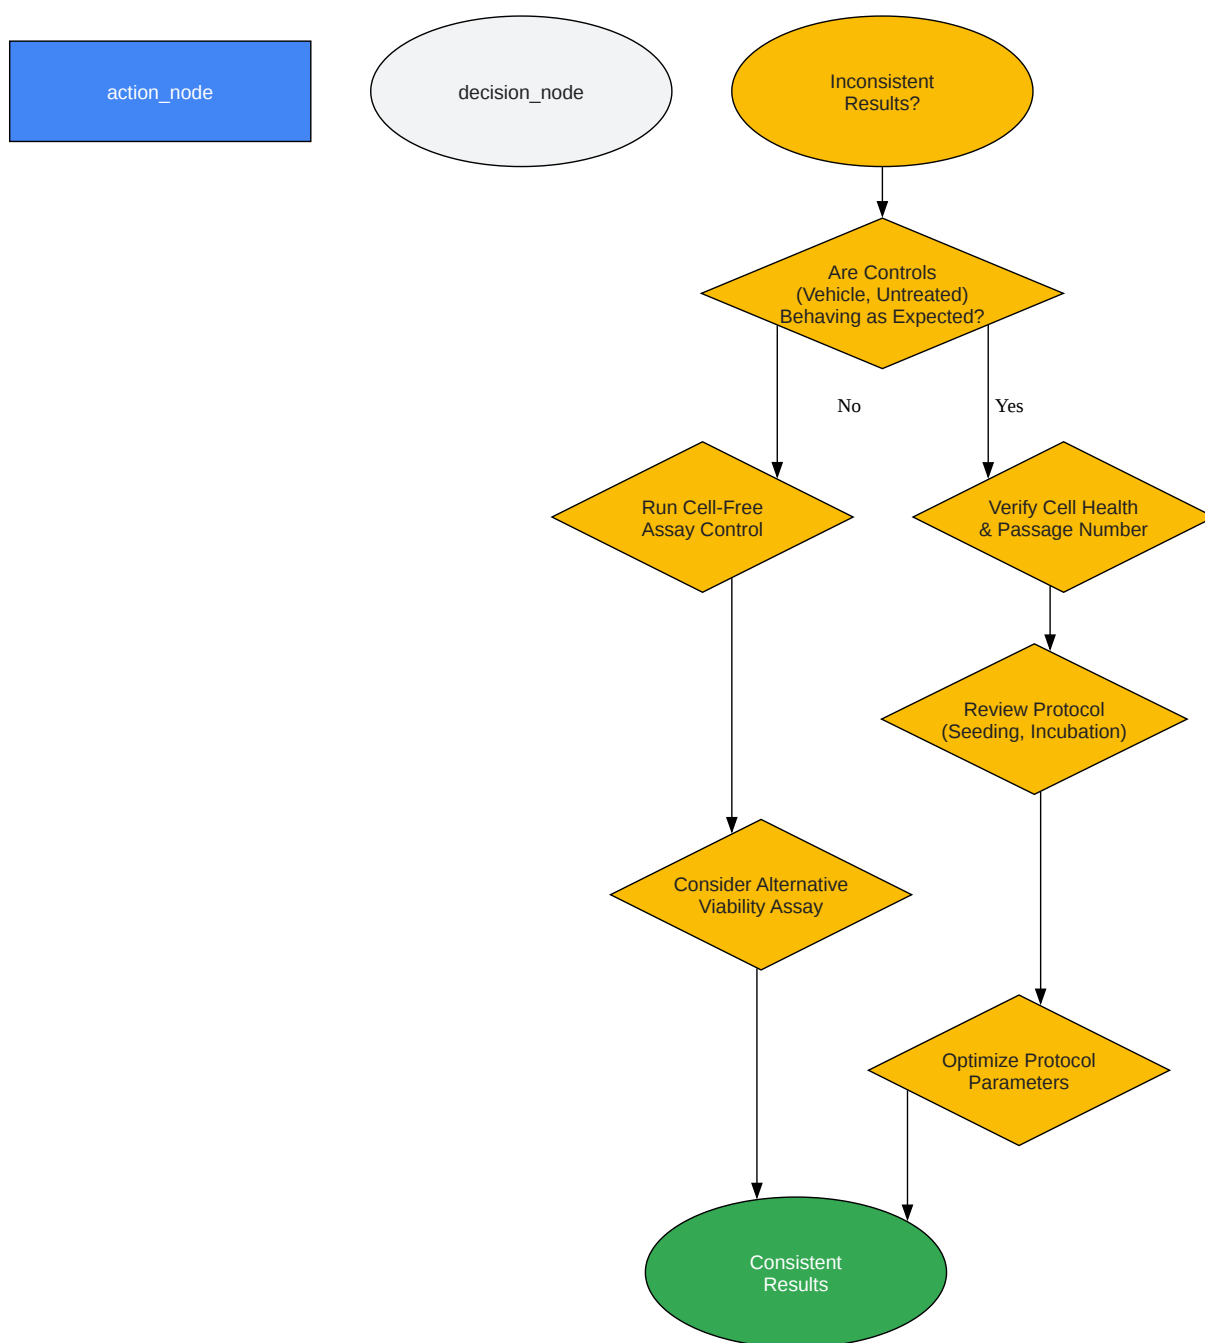 action_node
decision_node
Inconsistent
Results?
Are Controls
(Vehicle, Untreated)
Behaving as Expected?
No
Yes
Run Cell-Free
Assay Control
Verify Cell Health
& Passage Number
Review Protocol
(Seeding, Incubation)
Consider Alternative
Viability Assay
Optimize Protocol
Parameters
Consistent
Results